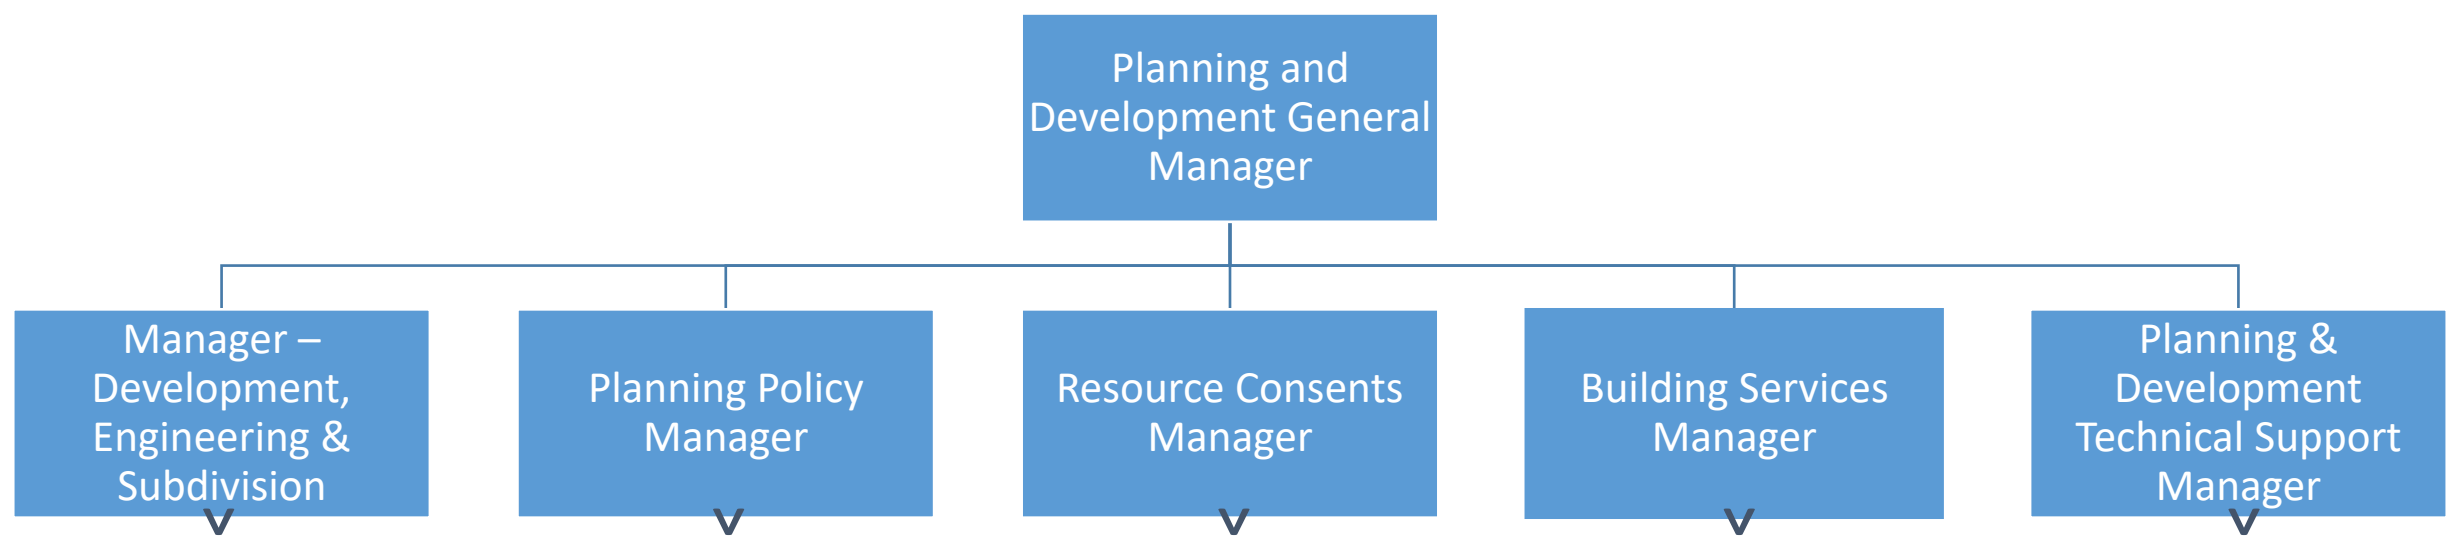 Planning and
Development General
Manager
Manager –
Development,
Engineering &
Subdivision
Planning Policy
Manager
Resource Consents
Manager
Building Services
Manager
Planning &
Development
Technical Support
Manager